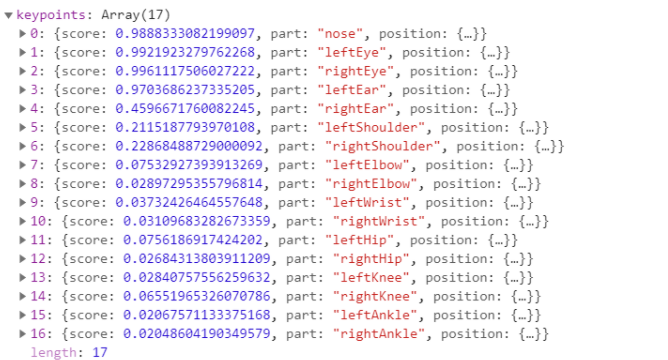 ▼keypoints: Array(17)
▶0: {score: 0.9888333082199097, part: "nose", position: {…}}
▶1: {score: 0.9921923279762268, part: "leftEye", position: {…}}
▶2: {score: 0.9961117506027222, part: "rightEye", position: {…}}
▶3: {score: 0.9703686237335205, part: "leftEar", position: {…}}
▶4: {score: 0.4596671760082245, part: "rightEar", position: {…}}
▶5: {score: 0.2115187793970108, part: "leftShoulder", position: {…}}
▶6: {score: 0.22868488729000092, part: "rightShoulder", position: {…}}
▶7: {score: 0.07532927393913269, part: "leftElbow", position: {…}}
▶8: {score: 0.02897295355796814, part: "rightElbow", position: {…}}
▶9: {score: 0.03732426464557648, part: "leftWrist", position: {…}}
▶10: {score: 0.03109683282673359, part: "rightWrist", position: {…}}
▶11: {score: 0.0756186917424202, part: "leftHip", position: {…}}
▶12: {score: 0.02684313803911209, part: "rightHip", position: {…}}
▶13: {score: 0.02840757556259632, part: "leftKnee", position: {…}}
▶14: {score: 0.06551965326070786, part: "rightKnee", position: {…}}
▶15: {score: 0.02067571133375168, part: "leftAnkle", position: {…}}
▶16: {score: 0.02048604190349579, part: "rightAnkle", position: {…}}
length: 17